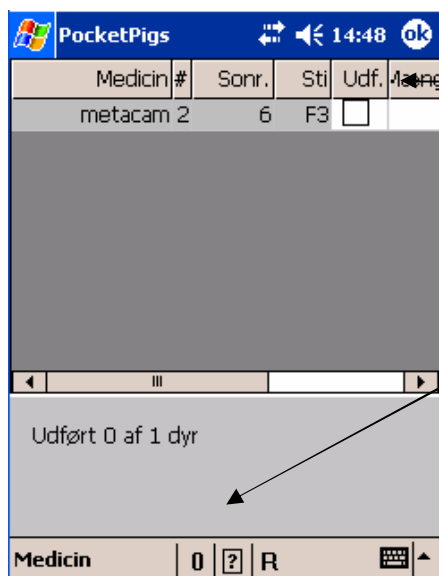 PocketPigs 14:48 ok
Medicin # Sonr. Sti Udf. Mæng
metacam 2 6 F3
Udført 0 af 1 dyr
Medicin 0 ? R